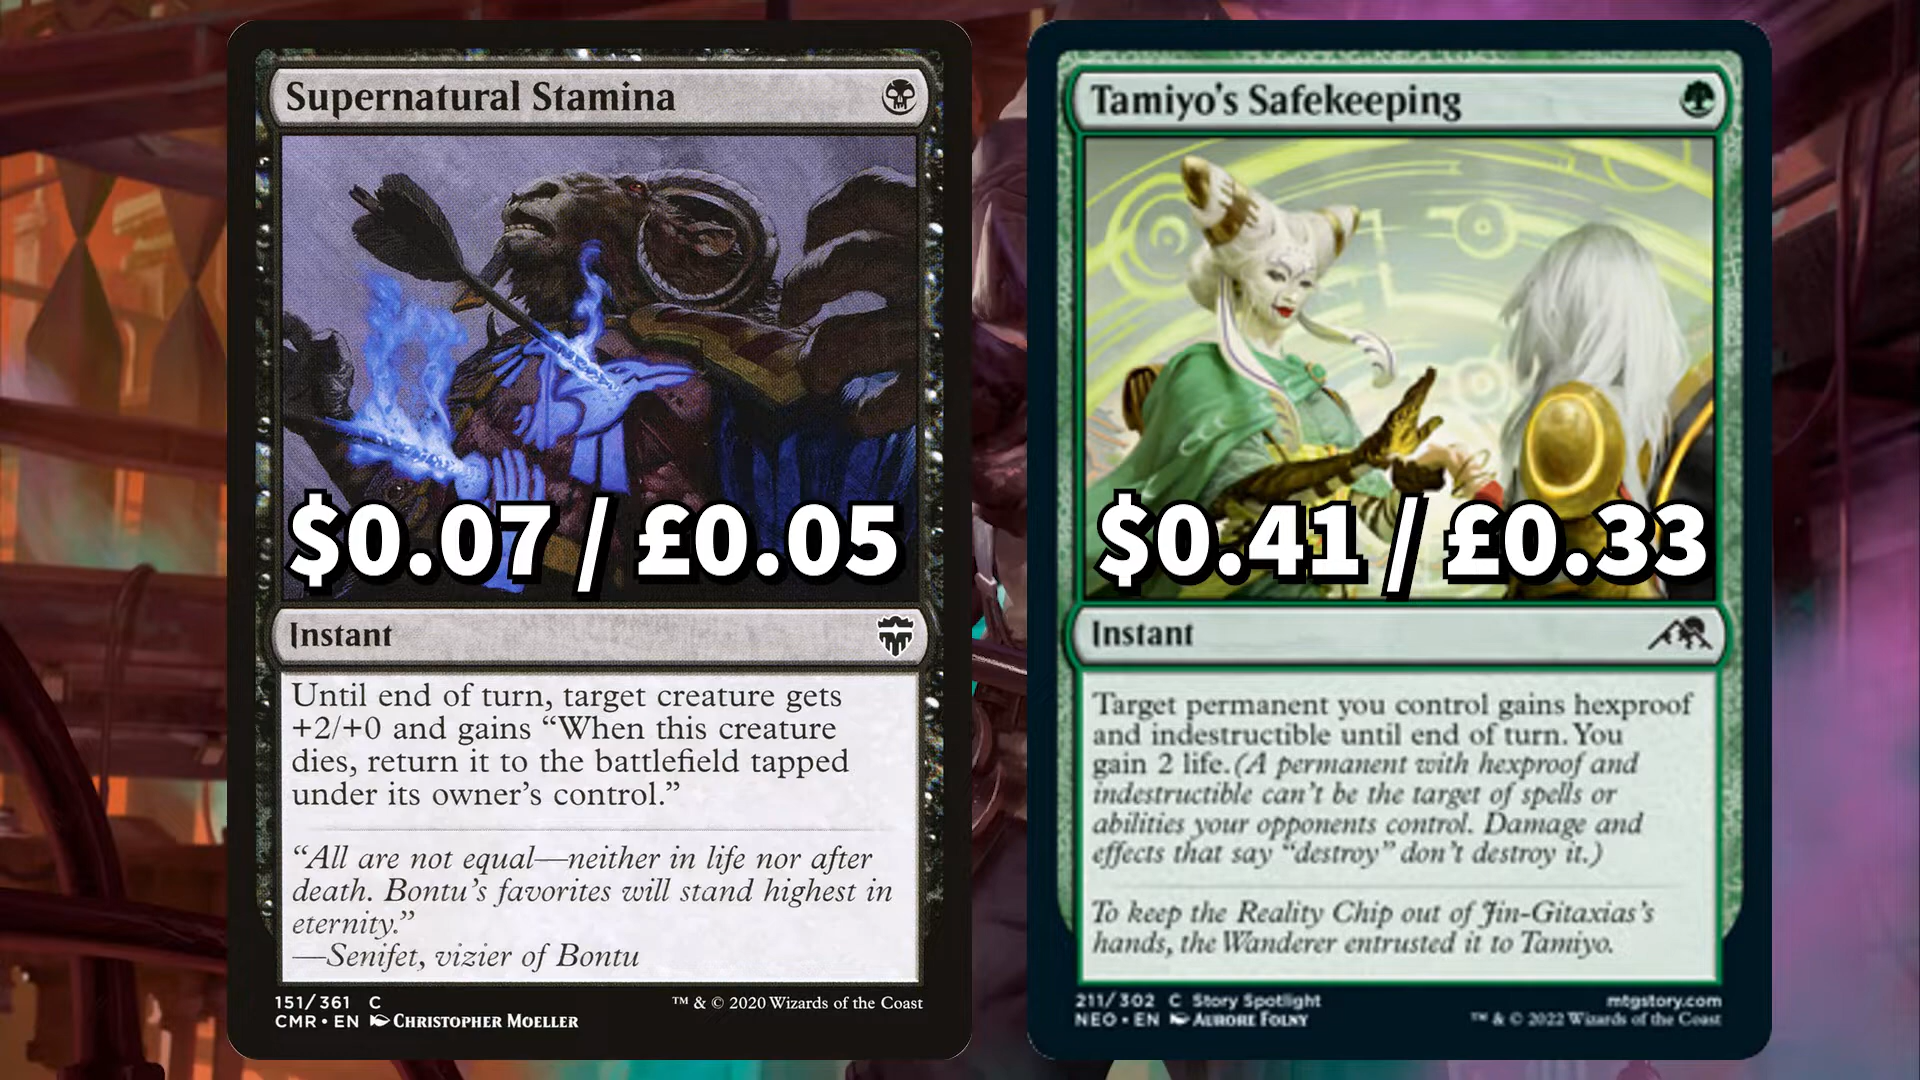 Supernatural Stamina
$0.07 / £0.05
Instant
Until end of turn, target creature gets
+2/+0 and gains “When this creature
dies, return it to the battlefield tapped
under its owner’s control.”
“All are not equal—neither in life nor after
death. Bontu’s favorites will stand highest in
eternity.”
—Senifet, vizier of Bontu
151/361 C
CMR • EN Christopher Moeller
™ & © 2020 Wizards of the Coast
Tamiyo’s Safekeeping
$0.41 / £0.33
Instant
Target permanent you control gains hexproof
and indestructible until end of turn. You
gain 2 life. (A permanent with hexproof and
indestructible can’t be the target of spells or
abilities your opponents control. Damage and
effects that say “destroy” don’t destroy it.)
To keep the Reality Chip out of Jin-Gitaxias’s
hands, the Wanderer entrusted it to Tamiyo.
211/302 C Story Spotlight
NEO • EN Aurore Folny
mtgstory.com
™ & © 2022 Wizards of the Coast